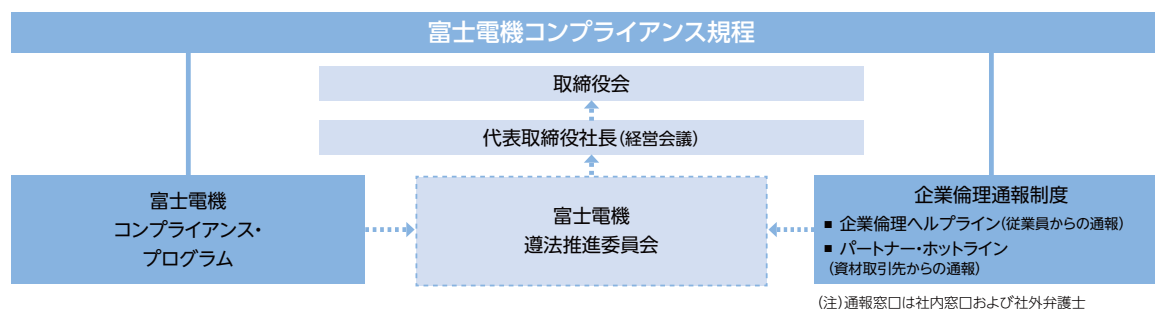 富士電機コンプライアンス規程
取締役会
代表取締役社長(経営会議)
富士電機
コンプライアンス・
プログラム
富士電機
遵法推進委員会
企業倫理通報制度
■ 企業倫理ヘルプライン(従業員からの通報)
■ パートナー・ホットライン
(資材取引先からの通報)
(注)通報窓口は社内窓口および社外弁護士